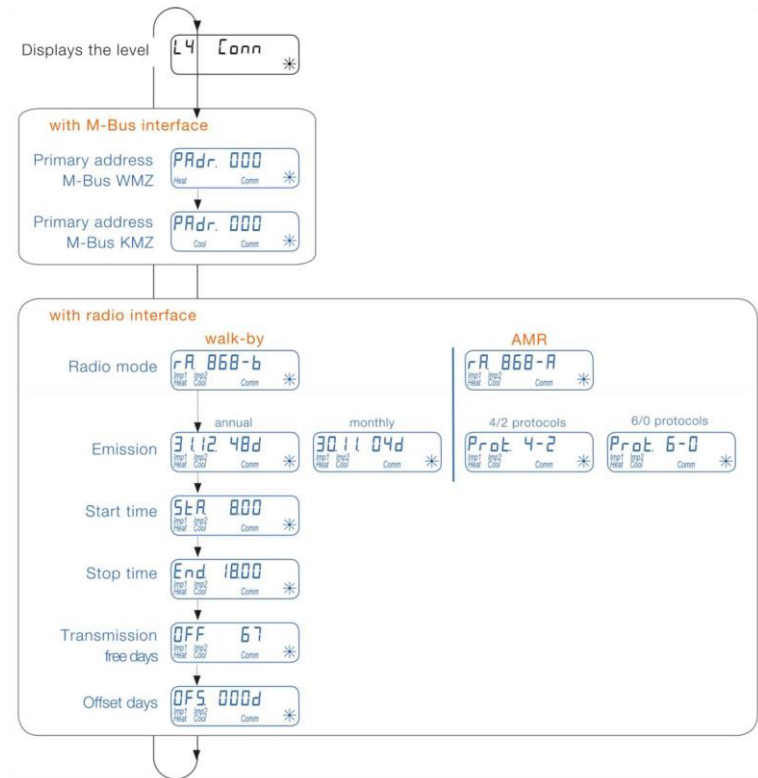 Displays the level
L4 Conn
with M-Bus interface
Primary address
M-Bus WMZ
PAdr. 000
Heat Comm
Primary address
M-Bus KMZ
PAdr. 000
Cool Comm
with radio interface
walk-by
AMR
Radio mode
rA. 868-b
Imp1 Imp2
Heat Cool Comm
rA. 868-A
Imp1 Imp2
Heat Cool Comm
annual
monthly
4/2 protocols
6/0 protocols
Emission
31.12. 48d
Imp1 Imp2
Heat Cool Comm
30.11. 04d
Imp1 Imp2
Heat Cool Comm
Prot. 4-2
Imp1 Imp2
Heat Cool Comm
Prot. 6-0
Imp1 Imp2
Heat Cool Comm
Start time
StA. 8.00
Imp1 Imp2
Heat Cool Comm
Stop time
End. 18.00
Imp1 Imp2
Heat Cool Comm
Transmission
free days
OFF 67
Imp1 Imp2
Heat Cool Comm
Offset days
OFS. 000d
Imp1 Imp2
Heat Cool Comm